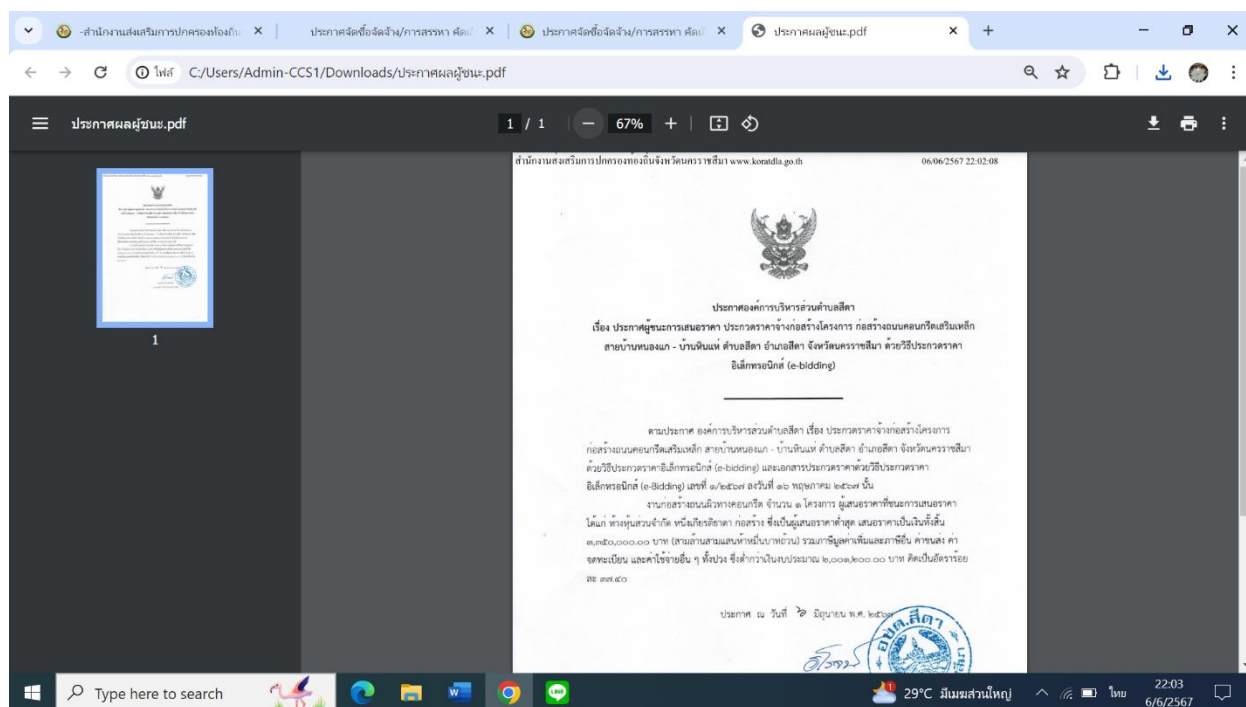 -สำนักงานส่งเสริมการปกครองท้องถิ่น
ประกาศจัดซื้อจัดจ้าง/การสรรหา คัดเ
ประกาศจัดซื้อจัดจ้าง/การสรรหา คัดเ
ประกาศผลผู้ชนะ.pdf
ไฟล์
C:/Users/Admin-CCS1/Downloads/ประกาศผลผู้ชนะ.pdf
ประกาศผลผู้ชนะ.pdf
1 / 1
67%
1
สำนักงานส่งเสริมการปกครองท้องถิ่นจังหวัดนครราชสีมา www.koratdla.go.th 06/06/2567 22:02:08
ประกาศองค์การบริหารส่วนตำบลสีดา
เรื่อง ประกาศผู้ชนะการเสนอราคา ประกวดราคาจ้างก่อสร้างโครงการ ก่อสร้างถนนคอนกรีตเสริมเหล็ก
สายบ้านหนองแก - บ้านหินแห่ ตำบลสีดา อำเภอสีดา จังหวัดนครราชสีมา ด้วยวิธีประกวดราคา
อิเล็กทรอนิกส์ (e-bidding)
ตามประกาศ องค์การบริหารส่วนตำบลสีดา เรื่อง ประกวดราคาจ้างก่อสร้างโครงการ
ก่อสร้างถนนคอนกรีตเสริมเหล็ก สายบ้านหนองแก - บ้านหินแห่ ตำบลสีดา อำเภอสีดา จังหวัดนครราชสีมา
ด้วยวิธีประกวดราคาอิเล็กทรอนิกส์ (e-bidding) และเอกสารประกวดราคาด้วยวิธีประกวดราคา
อิเล็กทรอนิกส์ (e-Bidding) เลขที่ ๑/๒๕๖๗ ลงวันที่ ๑๖ พฤษภาคม ๒๕๖๗ นั้น
งานก่อสร้างถนนผิวทางคอนกรีต จำนวน ๑ โครงการ ผู้เสนอราคาที่ชนะการเสนอราคา
ได้แก่ ห้างหุ้นส่วนจำกัด หนึ่งเกียรติธาดา ก่อสร้าง ซึ่งเป็นผู้เสนอราคาต่ำสุด เสนอราคาเป็นเงินทั้งสิ้น
๑,๓๕๐,๐๐๐.๐๐ บาท (สามล้านสามแสนห้าหมื่นบาทถ้วน) รวมภาษีมูลค่าเพิ่มและภาษีอื่น ค่าขนส่ง ค่า
จดทะเบียน และค่าใช้จ่ายอื่น ๆ ทั้งปวง ซึ่งต่ำกว่าเงินงบประมาณ ๒,๐๐๑,๒๐๐.๐๐ บาท คิดเป็นอัตราร้อย
ละ ๓๗.๔๐
ประกาศ ณ วันที่ ๖ มิถุนายน พ.ศ. ๒๕๖๗
อบต.สีดา
Type here to search
29°C มีเมฆส่วนใหญ่
ไทย
22:03
6/6/2567